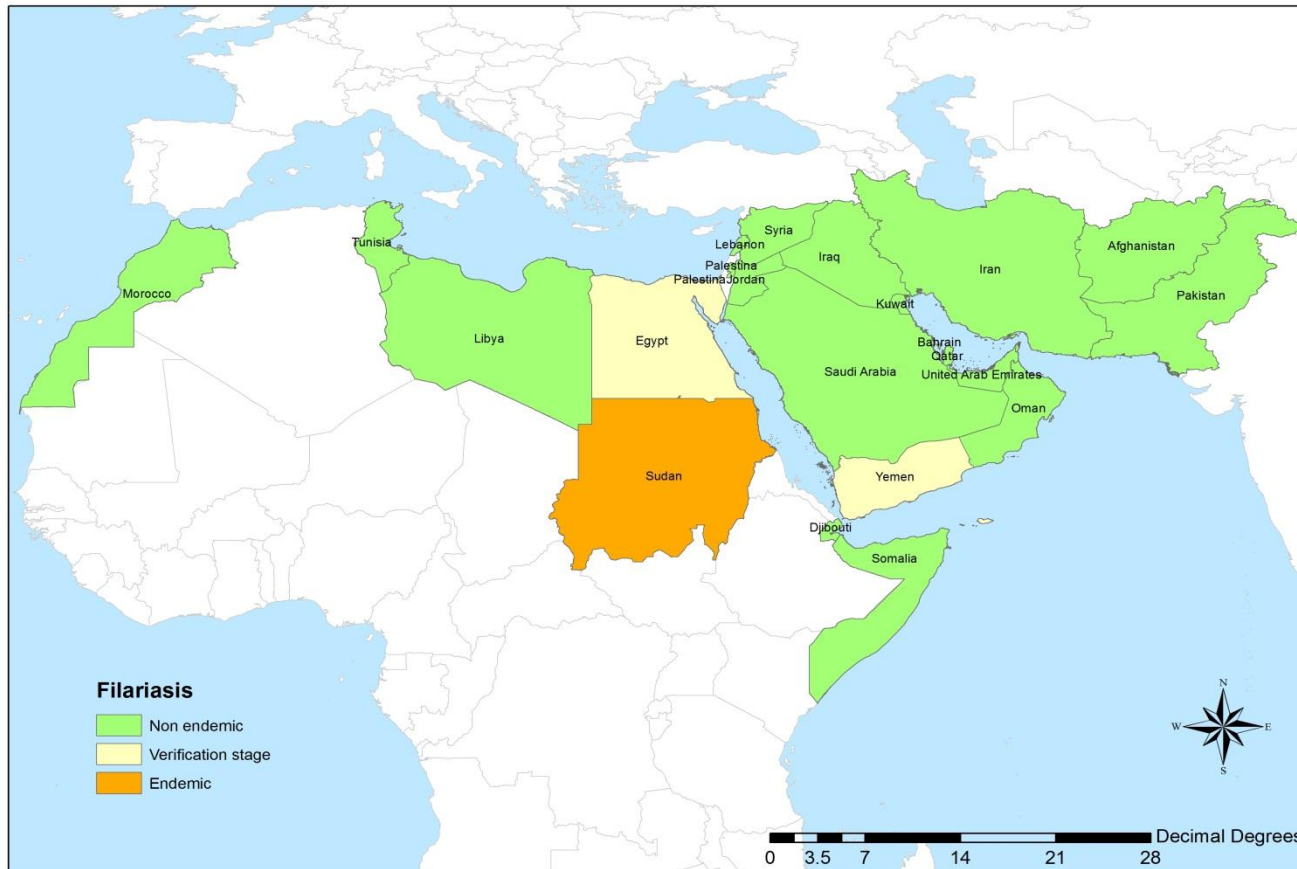 Syria
Lebanon
Tunisia
Afghanistan
Iraq
Palestina
Iran
PalestinaJordan
Morocco
Pakistan
Kuwait
Libya
Egypt
Bahrain
Qatar
Saudi Arabia
United Arab Emirates
Oman
Sudan
Yemen
Djibouti
Somalia
Filariasis
Non endemic
Verification stage
Endemic
N
W E
S
Decimal Degrees
0 3.5 7 14 21 28